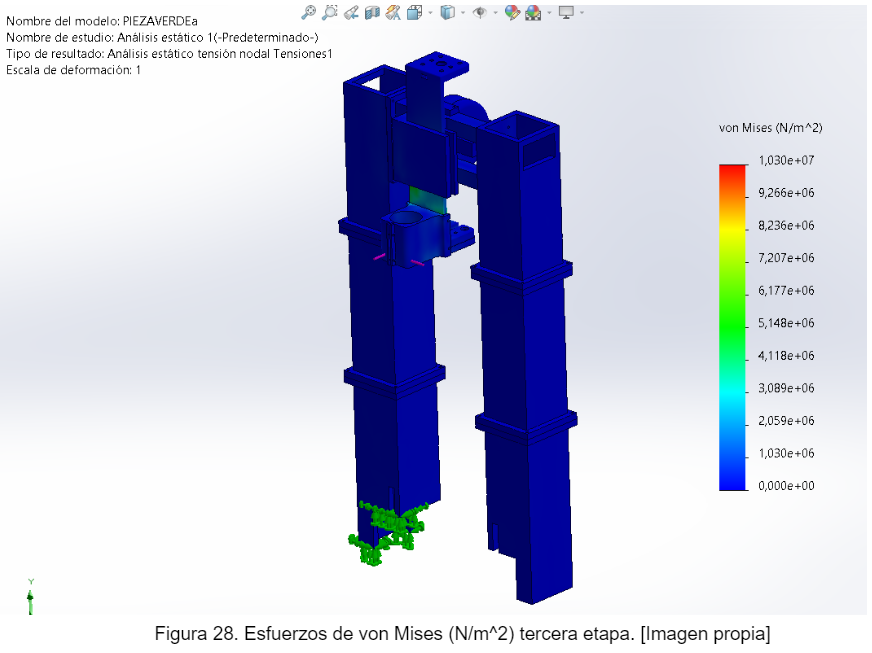 Nombre del modelo: PIEZAVERDEa
Nombre de estudio: Análisis estático 1(-Predeterminado-)
Tipo de resultado: Análisis estático tensión nodal Tensiones1
Escala de deformación: 1
von Mises (N/m^2)
1,030e+07
9,266e+06
8,236e+06
7,207e+06
6,177e+06
5,148e+06
4,118e+06
3,089e+06
2,059e+06
1,030e+06
0,000e+00
Y
Figura 28. Esfuerzos de von Mises (N/m^2) tercera etapa. [Imagen propia]